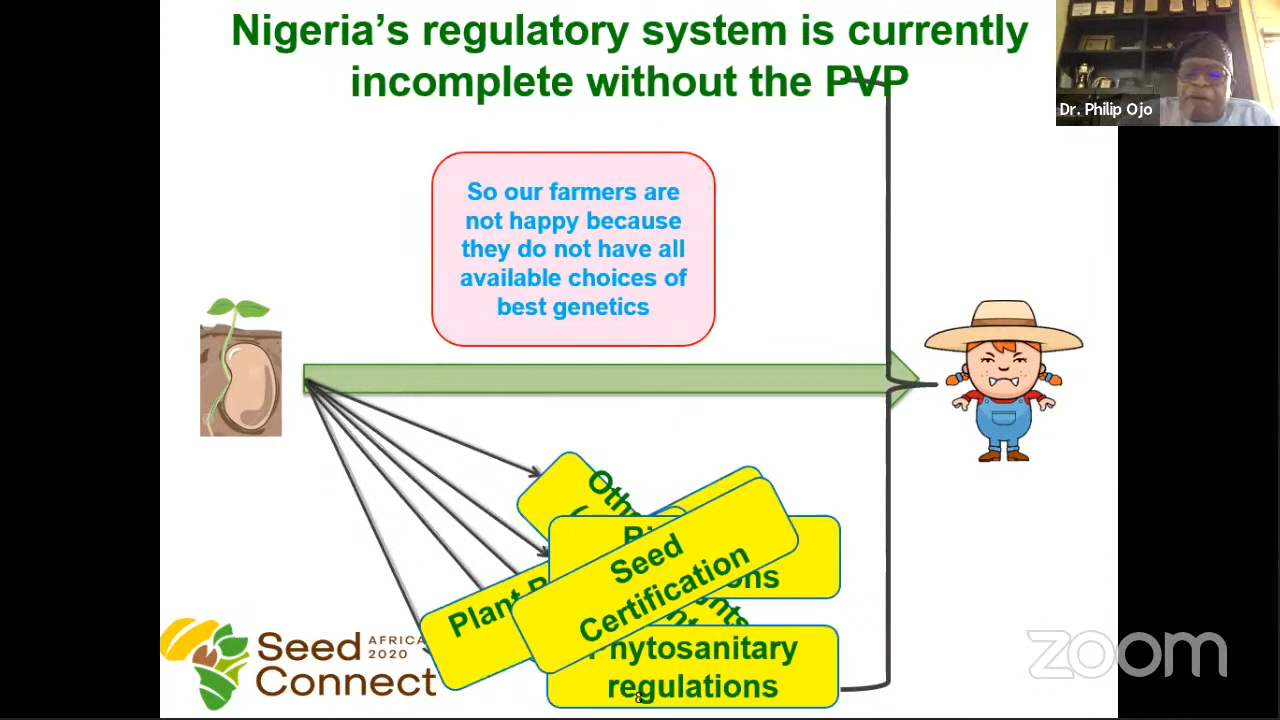 Nigeria's regulatory system is currently
incomplete without the PVP
Dr. Philip Ojo
So our farmers are
not happy because
they do not have all
available choices of
best genetics
Plant
Seed
Certification
Phytosanitary
regulations
8
Seed AFRICA
2020
Connect
zoom